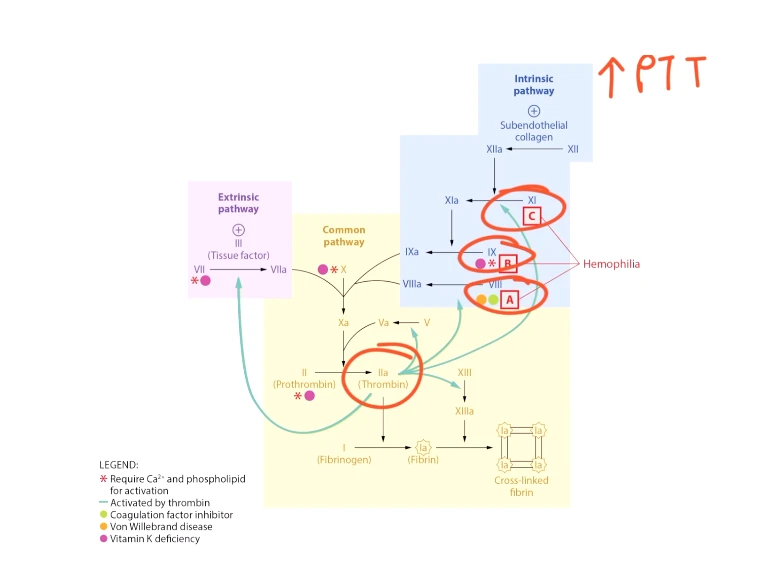 ↑ PTT
Intrinsic
pathway
Subendothelial
collagen
XIIa
XII
XIa
XI
C
Extrinsic
pathway
III
(Tissue factor)
VII
VIIa
Common
pathway
X
IXa
IX
B
Hemophilia
VIIIa
VIII
A
Xa
Va
V
II
(Prothrombin)
IIa
(Thrombin)
XIII
XIIIa
I
(Fibrinogen)
Ia
(Fibrin)
Ia
Ia
Ia
Ia
Cross-linked
fibrin
LEGEND:
* Require Ca²⁺ and phospholipid
for activation
Activated by thrombin
Coagulation factor inhibitor
Von Willebrand disease
Vitamin K deficiency